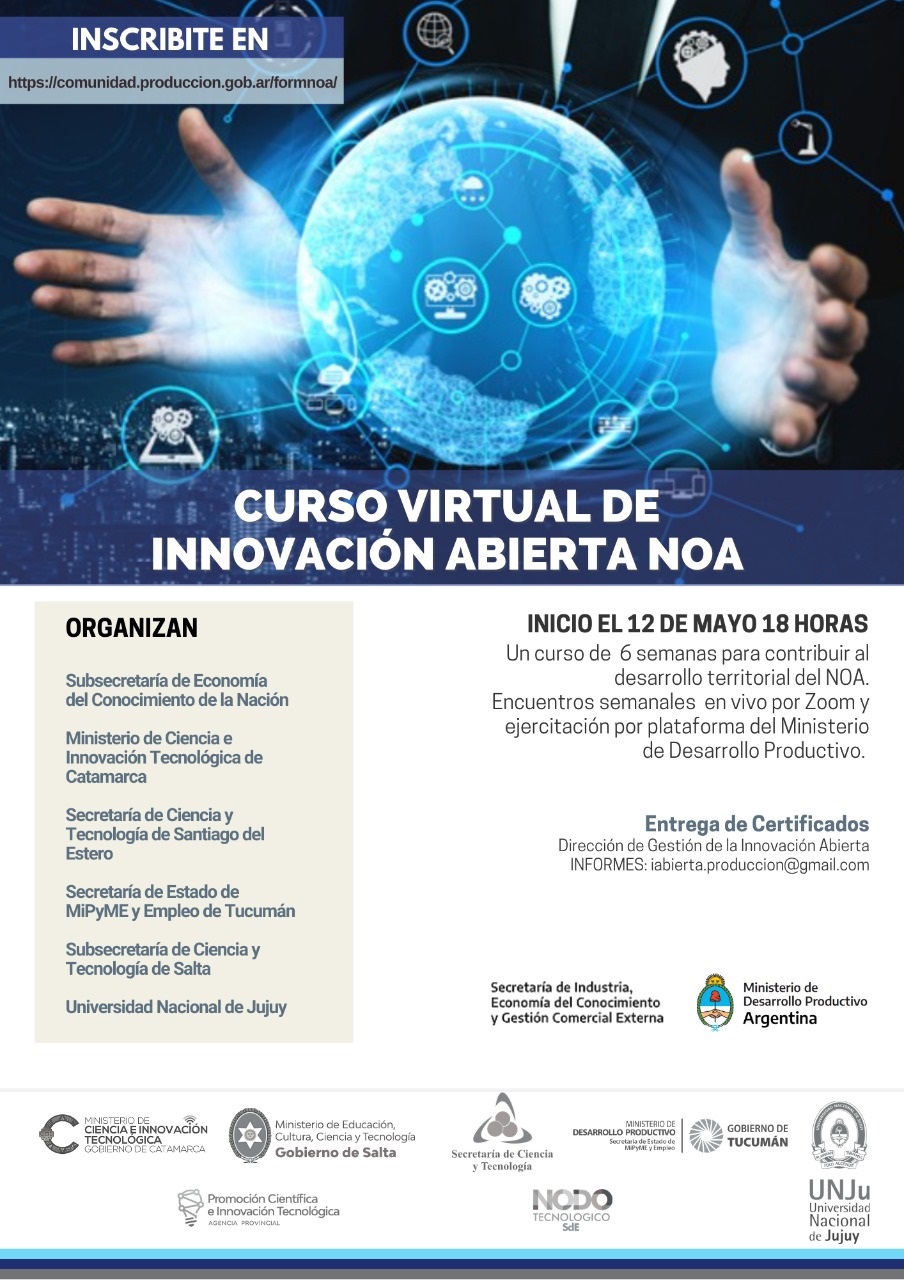 INSCRIBITE EN
https://comunidad.produccion.gob.ar/formnoa/
CURSO VIRTUAL DE
INNOVACIÓN ABIERTA NOA
ORGANIZAN
Subsecretaría de Economía
del Conocimiento de la Nación
Ministerio de Ciencia e
Innovación Tecnológica de
Catamarca
Secretaría de Ciencia y
Tecnología de Santiago del
Estero
Secretaría de Estado de
MiPyME y Empleo de Tucumán
Subsecretaría de Ciencia y
Tecnología de Salta
Universidad Nacional de Jujuy
INICIO EL 12 DE MAYO 18 HORAS
Un curso de 6 semanas para contribuir al
desarrollo territorial del NOA.
Encuentros semanales en vivo por Zoom y
ejercitación por plataforma del Ministerio
de Desarrollo Productivo.
Entrega de Certificados
Dirección de Gestión de la Innovación Abierta
INFORMES: iabierta.produccion@gmail.com
Secretaría de Industria,
Economía del Conocimiento
y Gestión Comercial Externa
Ministerio de
Desarrollo Productivo
Argentina
MINISTERIO DE
CIENCIA E INNOVACIÓN
TECNOLÓGICA
GOBIERNO DE CATAMARCA
Ministerio de Educación,
Cultura, Ciencia y Tecnología
Gobierno de Salta
Secretaría de Ciencia
y Tecnología
MINISTERIO DE
DESARROLLO PRODUCTIVO
Secretaría de Estado de
MiPyME y Empleo
GOBIERNO DE
TUCUMÁN
Promoción Científica
e Innovación Tecnológica
AGENCIA PROVINCIAL
NODO
TECNOLÓGICO
SdE
UNJu
Universidad
Nacional
de Jujuy